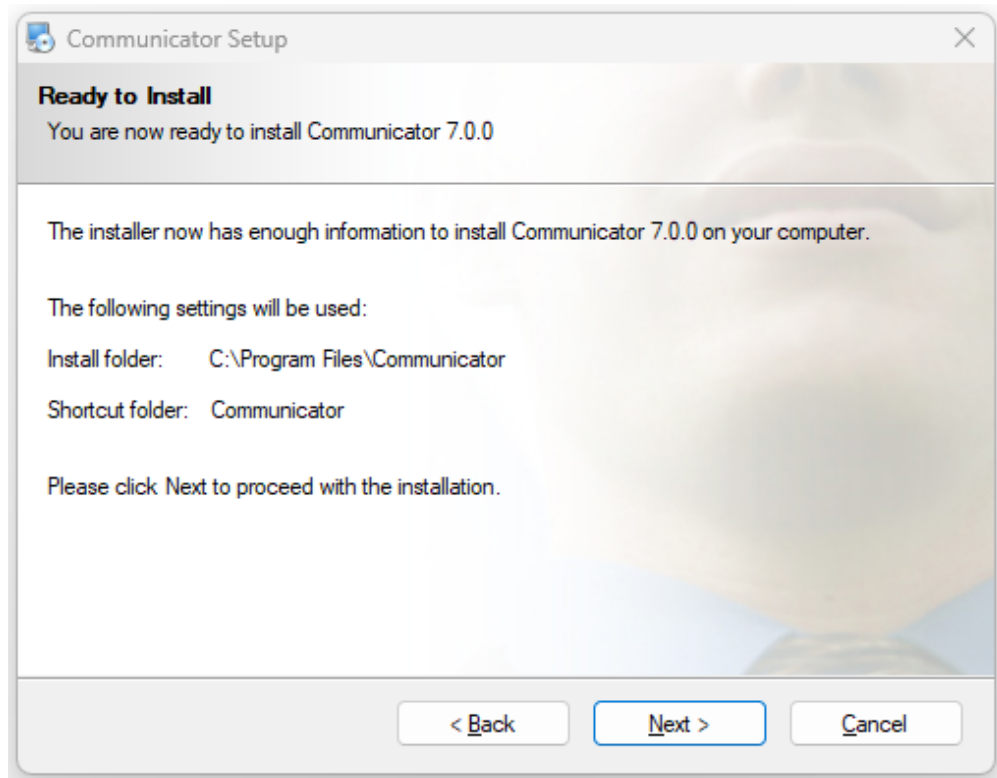 Communicator Setup
Ready to Install
You are now ready to install Communicator 7.0.0
The installer now has enough information to install Communicator 7.0.0 on your computer.
The following settings will be used:
Install folder: C:\Program Files\Communicator
Shortcut folder: Communicator
Please click Next to proceed with the installation.
< Back Next > Cancel